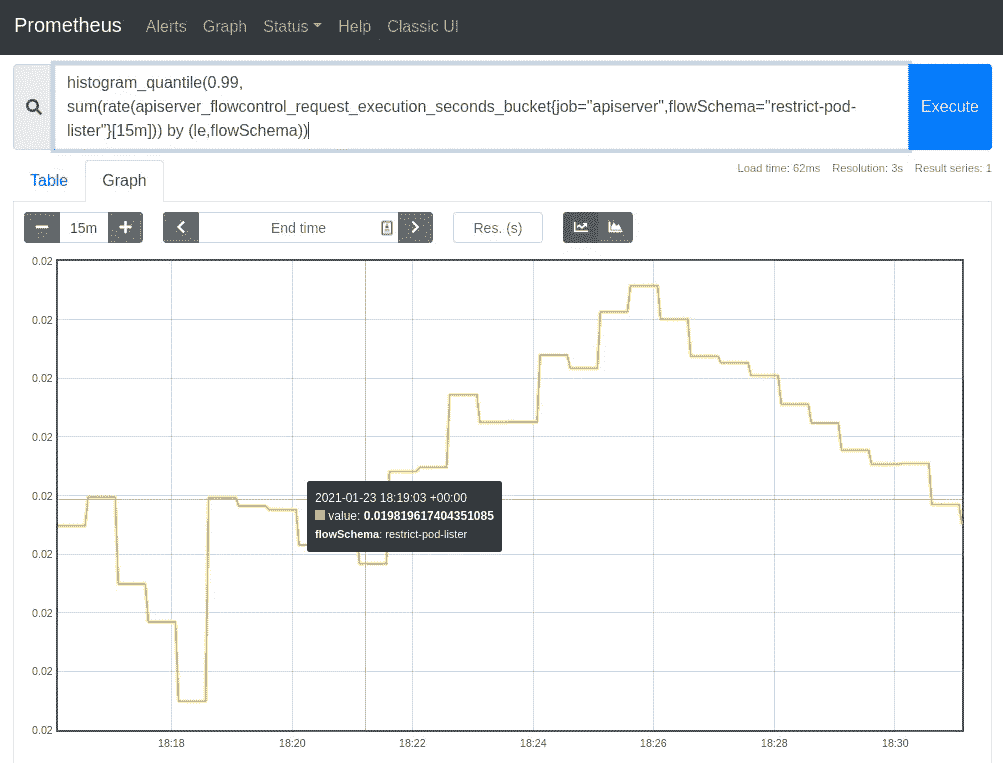 Prometheus Alerts Graph Status Help Classic UI
histogram_quantile(0.99,
sum(rate(apiserver_flowcontrol_request_execution_seconds_bucket{job="apiserver",flowSchema="restrict-pod-
lister"}[15m])) by (le,flowSchema))
Execute
Load time: 62ms Resolution: 3s Result series: 1
Table Graph
15m End time Res. (s)
0.02
0.02
0.02
0.02
0.02
0.02
0.02
0.02
0.02
2021-01-23 18:19:03 +00:00
value: 0.019819617404351085
flowSchema: restrict-pod-lister
18:18 18:20 18:22 18:24 18:26 18:28 18:30